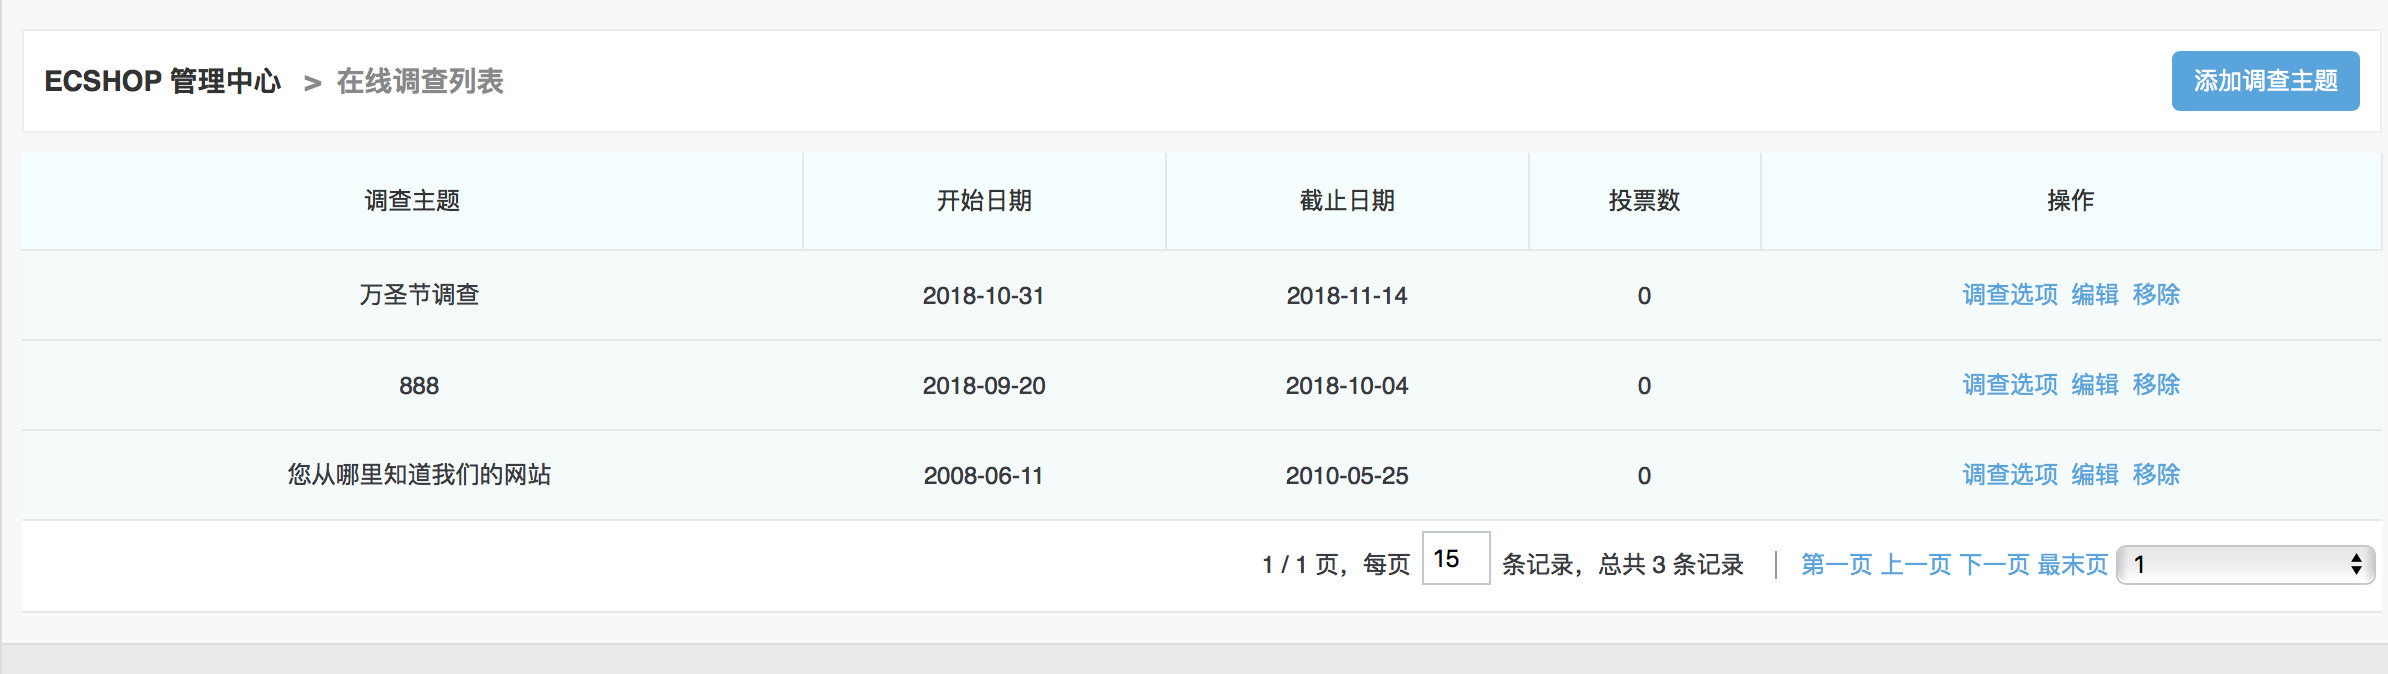 ECSHOP 管理中心 > 在线调查列表 添加调查主题
调查主题 开始日期 截止日期 投票数 操作
万圣节调查 2018-10-31 2018-11-14 0 调查选项 编辑 移除
888 2018-09-20 2018-10-04 0 调查选项 编辑 移除
您从哪里知道我们的网站 2008-06-11 2010-05-25 0 调查选项 编辑 移除
1 / 1 页，每页 15 条记录，总共 3 条记录 | 第一页 上一页 下一页 最末页 1